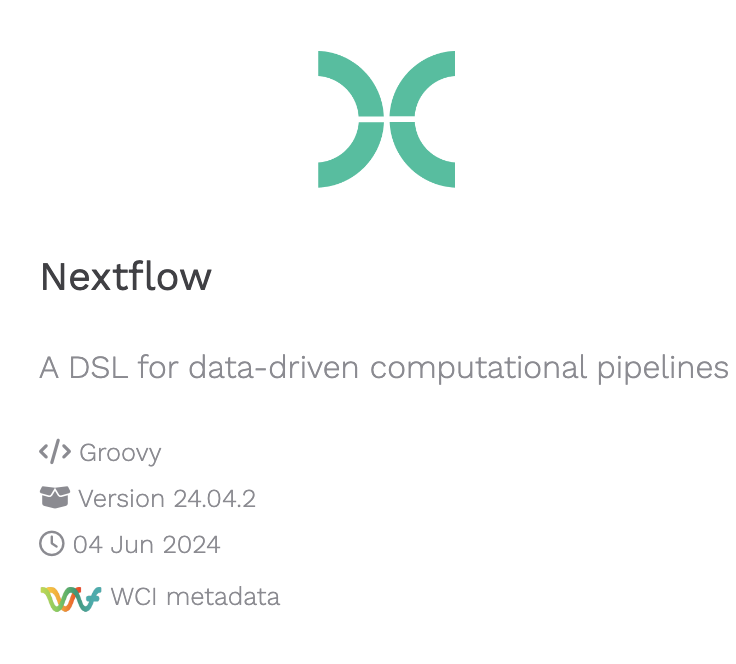 Nextflow
A DSL for data-driven computational pipelines
Groovy
Version 24.04.2
04 Jun 2024
WCI metadata